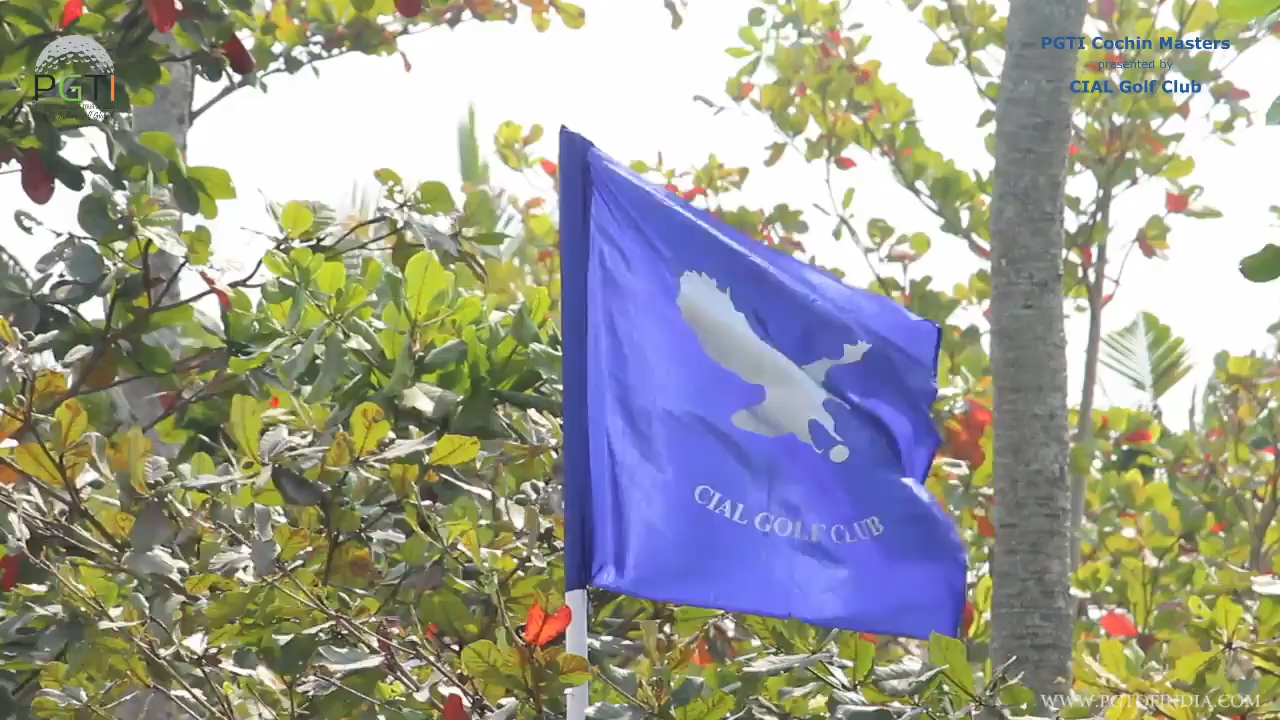 PGTI
PGTI Cochin Masters
presented by
CIAL Golf Club
CIAL GOLF CLUB
WWW.PGTOFINDIA.COM